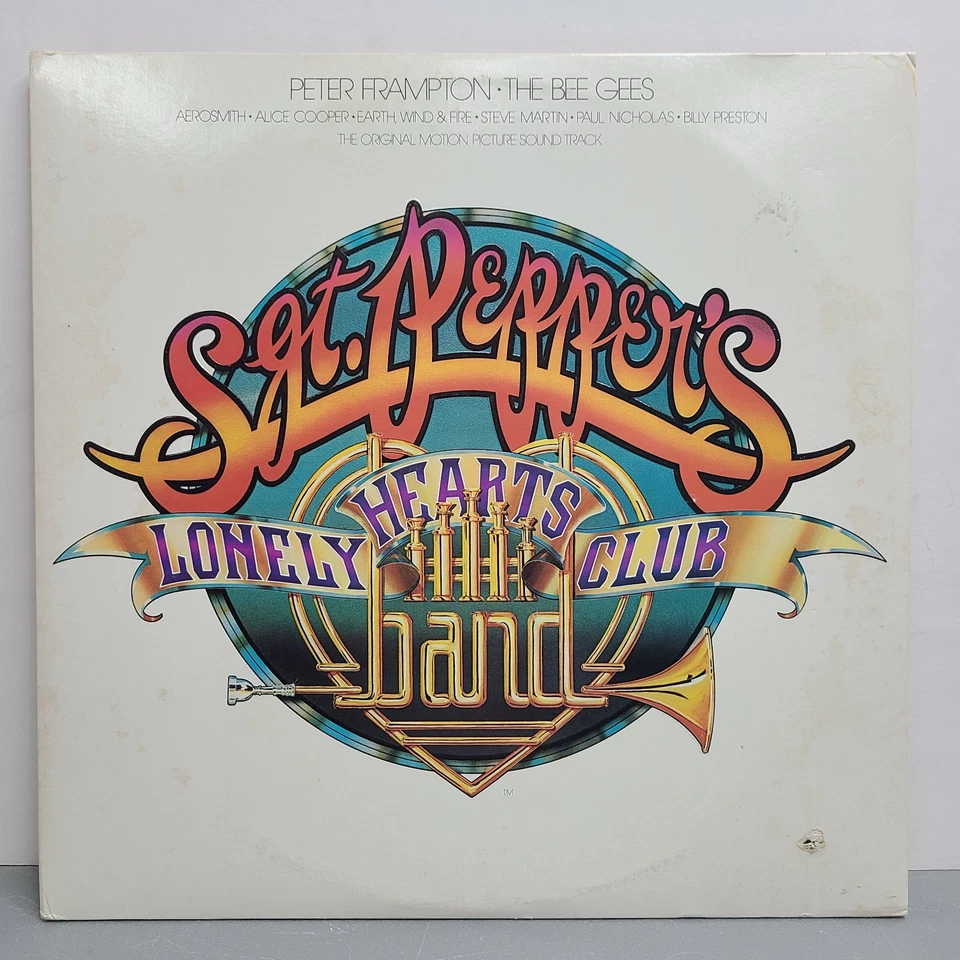 PETER FRAMPTON • THE BEE GEES
AEROSMITH • ALICE COOPER • EARTH, WIND & FIRE • STEVE MARTIN • PAUL NICHOLAS • BILLY PRESTON
THE ORIGINAL MOTION PICTURE SOUND TRACK
Sgt. Pepper's
LONELY HEARTS CLUB
band
TM